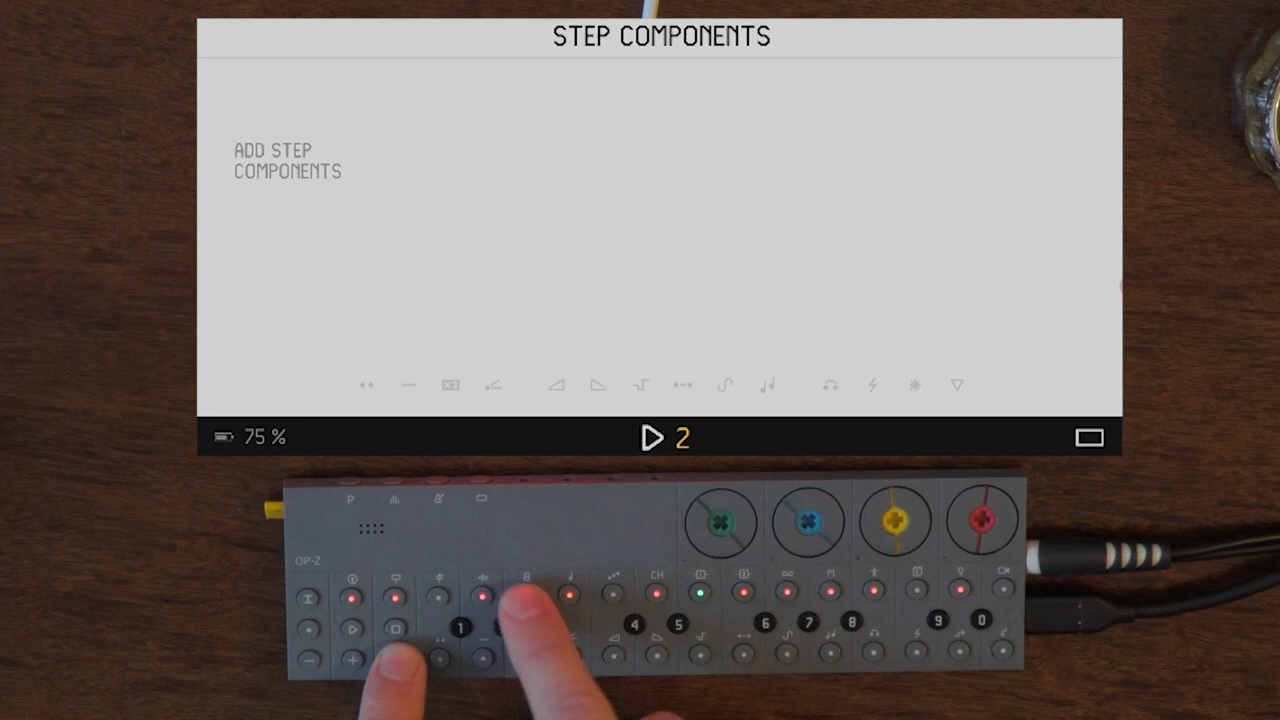 STEP COMPONENTS
ADD STEP
COMPONENTS
75 %
2
P
OP-Z
B
CH
M
1
4
5
6
7
8
9
0